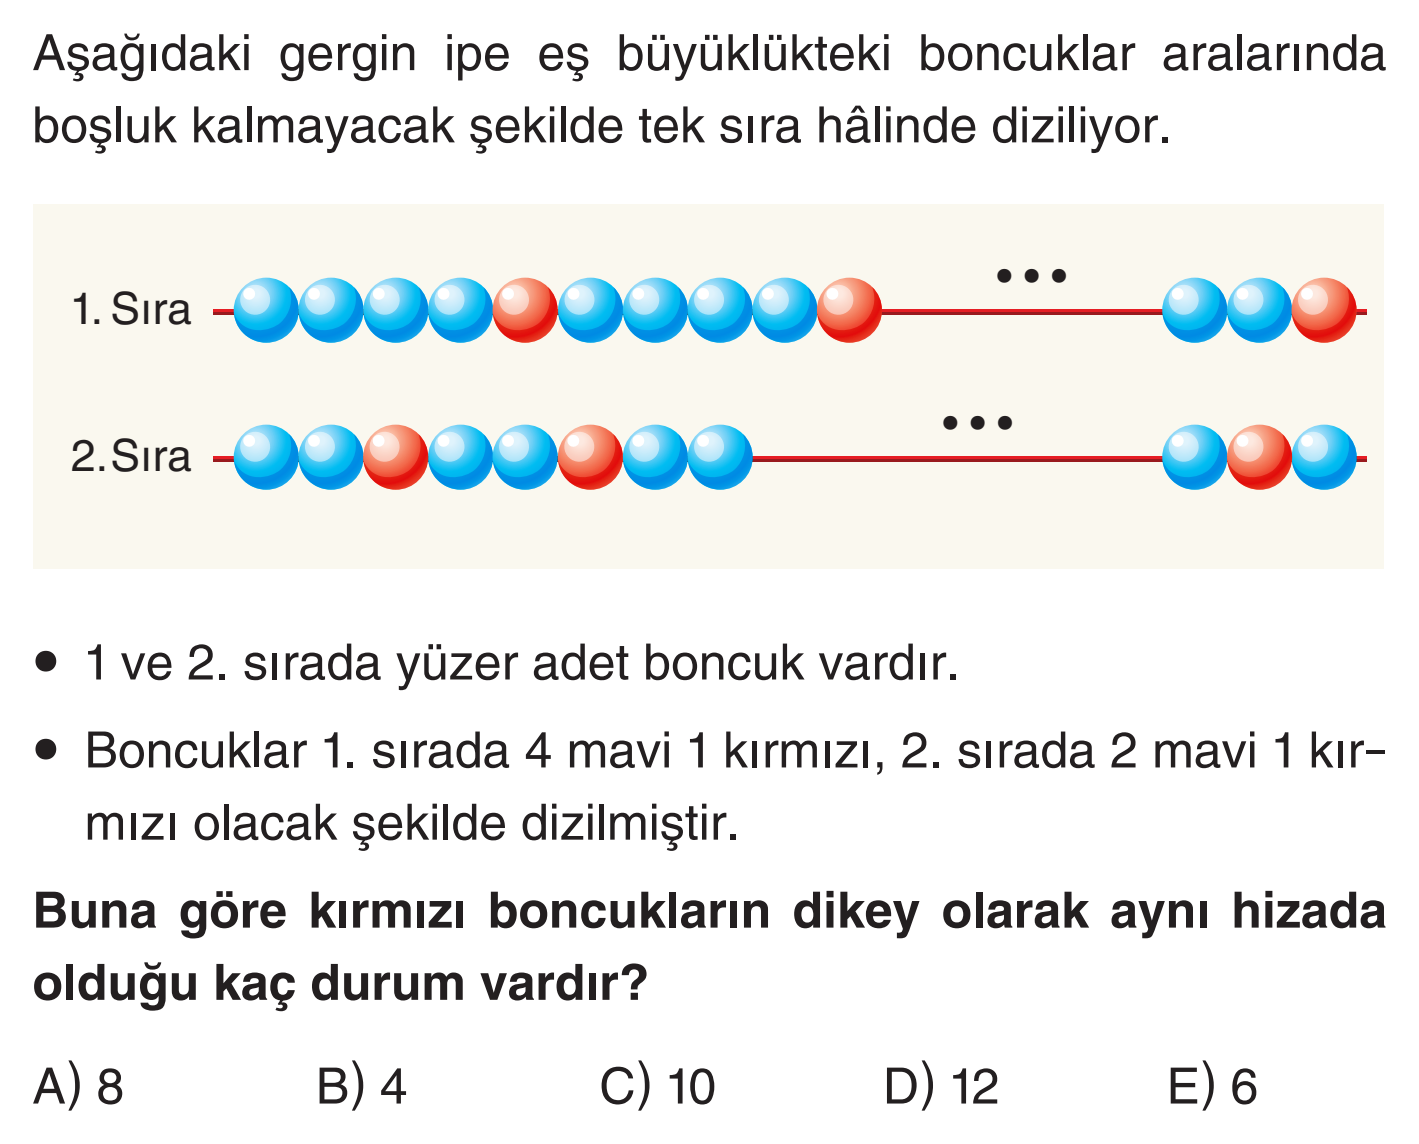 Aşağıdaki gergin ipe eş büyüklükteki boncuklar aralarında
boşluk kalmayacak şekilde tek sıra hâlinde diziliyor.
1. Sıra
2. Sıra
• 1 ve 2. sırada yüzer adet boncuk vardır.
• Boncuklar 1. sırada 4 mavi 1 kırmızı, 2. sırada 2 mavi 1 kır-
mızı olacak şekilde dizilmiştir.
Buna göre kırmızı boncukların dikey olarak aynı hizada
olduğu kaç durum vardır?
A) 8 B) 4 C) 10 D) 12 E) 6